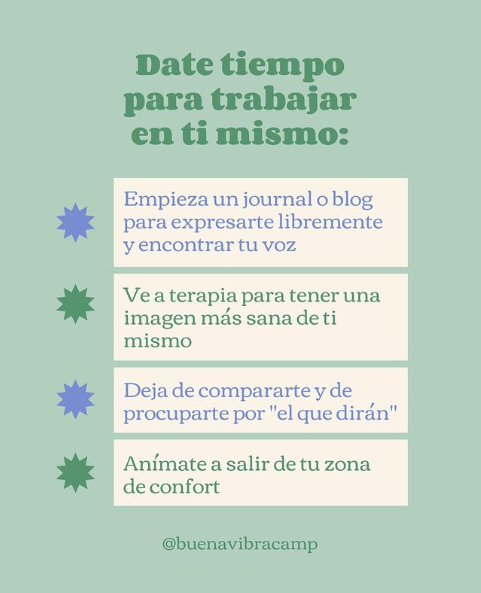 Date tiempo
para trabajar
en ti mismo:
Empieza un journal o blog
para expresarte libremente
y encontrar tu voz
Ve a terapia para tener una
imagen más sana de ti
mismo
Deja de compararte y de
procuparte por "el que dirán"
Anímate a salir de tu zona
de confort
@buenavibracamp